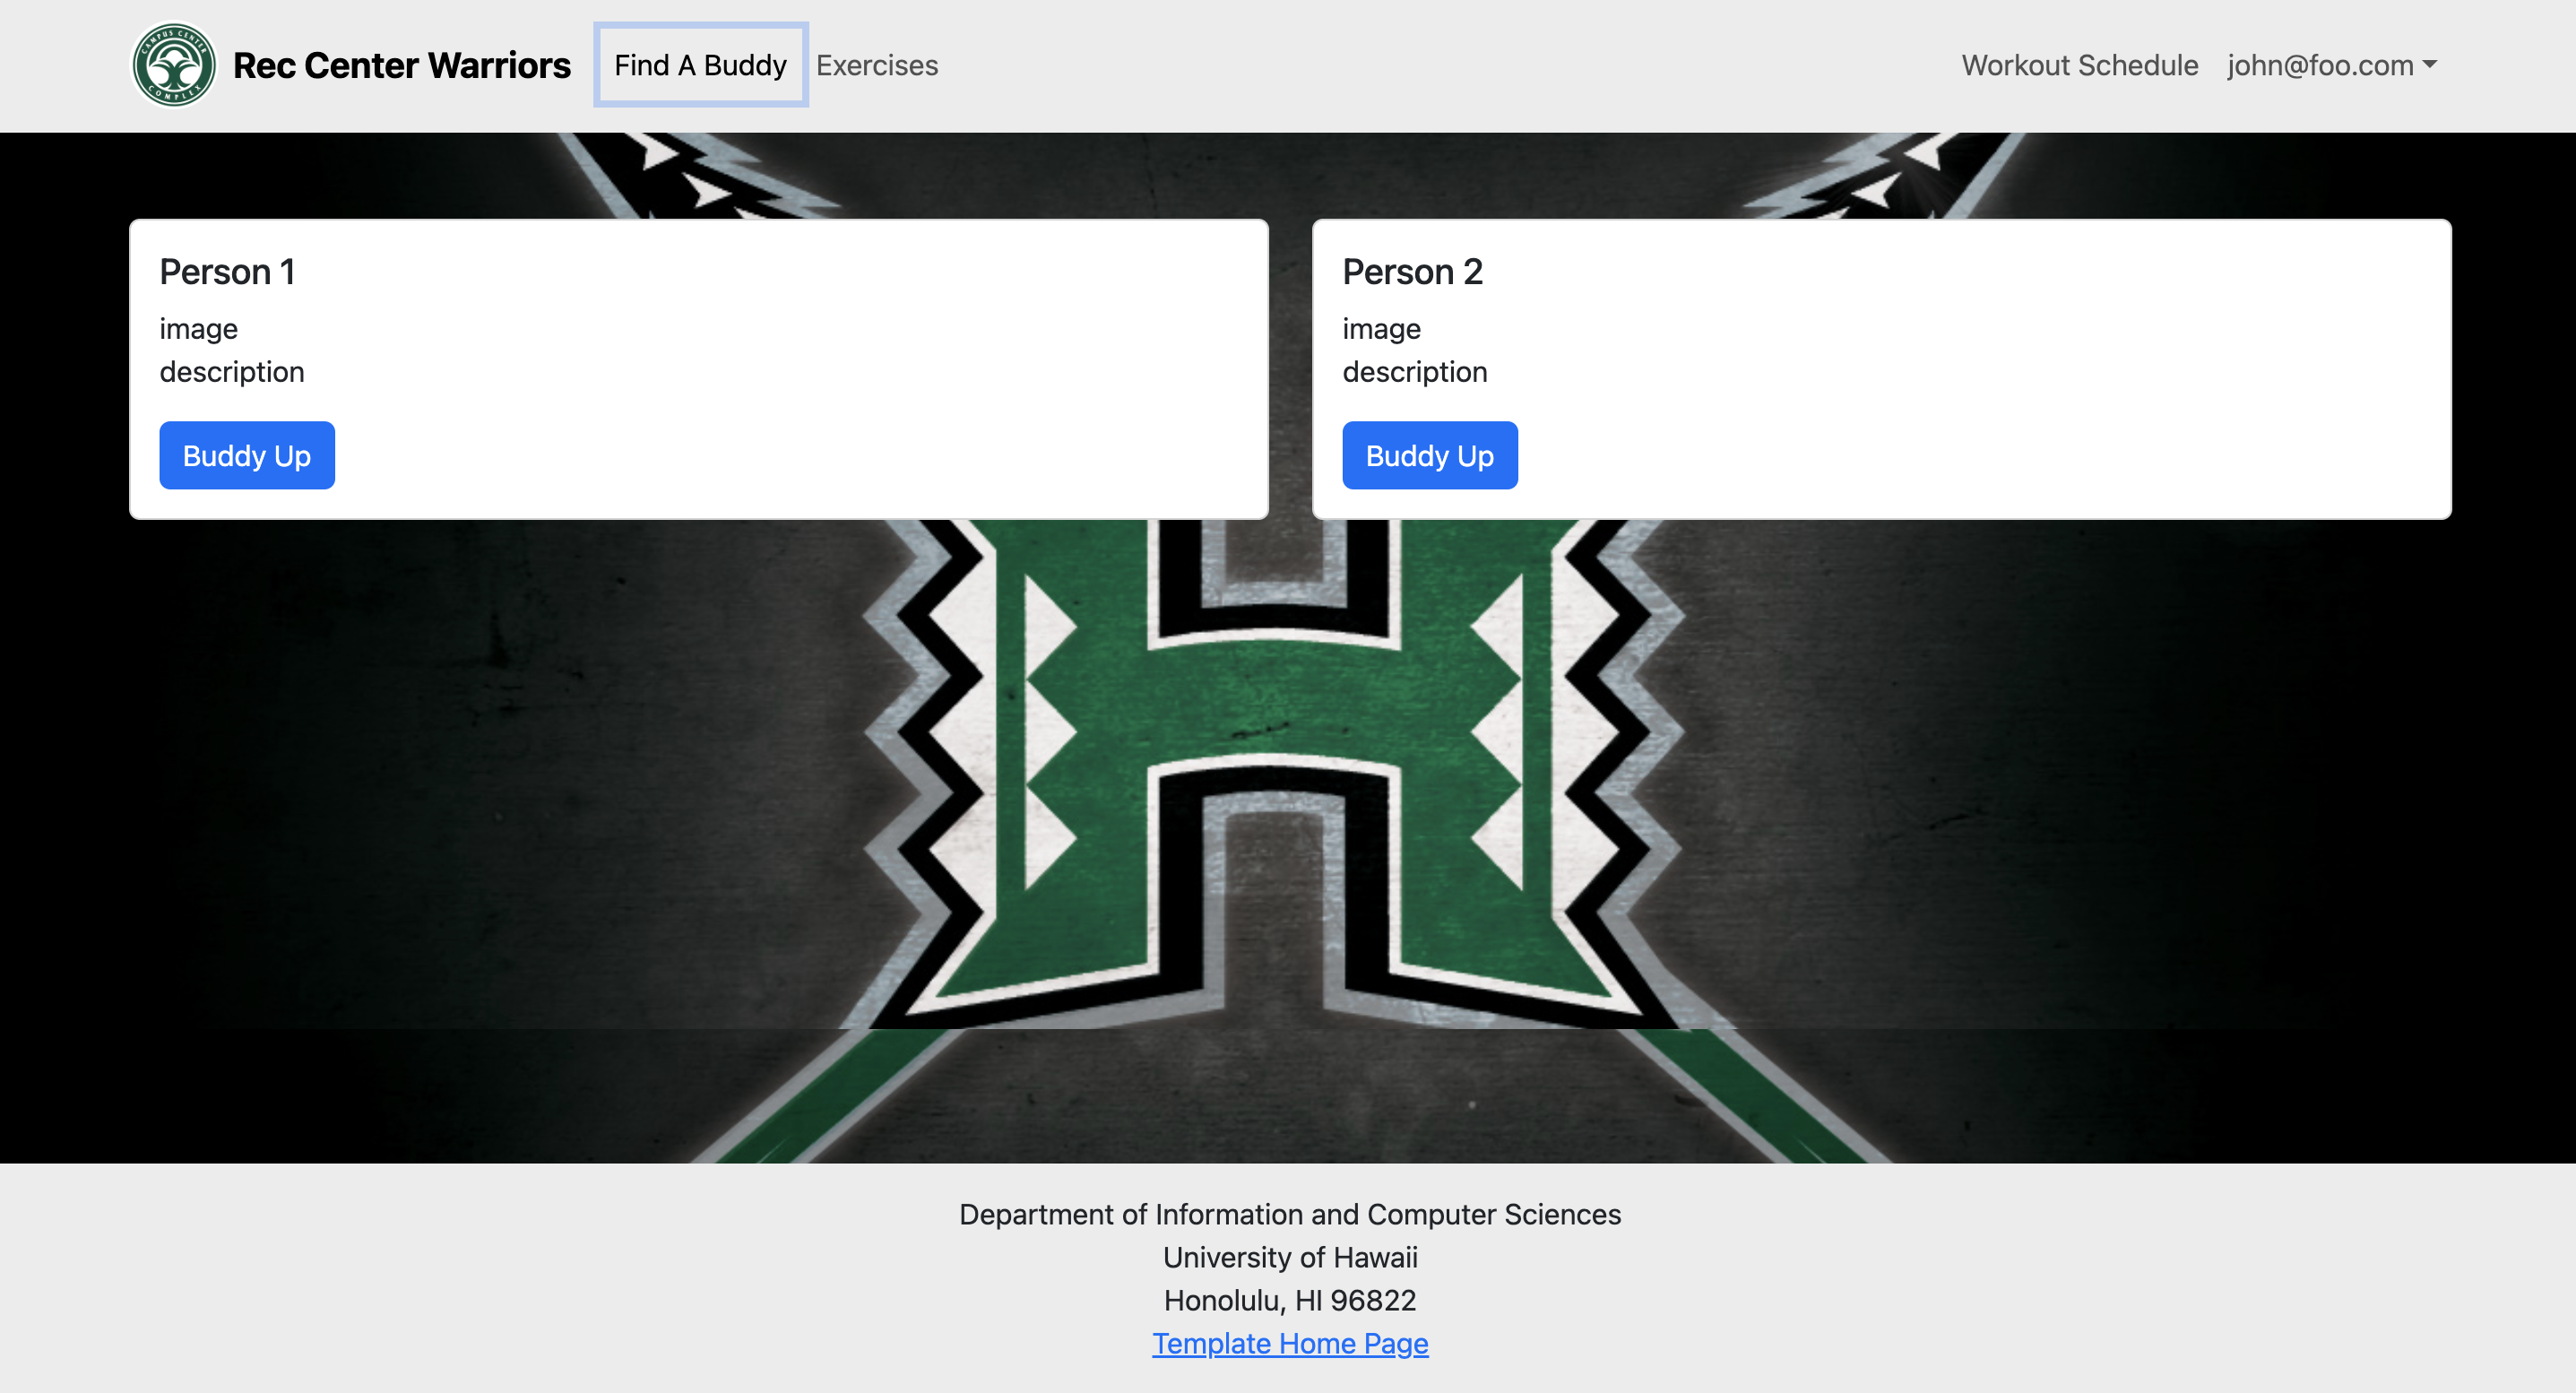 CAMPUS CENTER
COMPLEX
Rec Center Warriors
Find A Buddy
Exercises
Workout Schedule
john@foo.com
Person 1
image
description
Buddy Up
Person 2
image
description
Buddy Up
Department of Information and Computer Sciences
University of Hawaii
Honolulu, HI 96822
Template Home Page